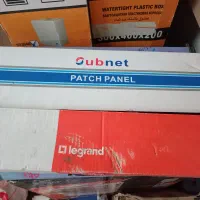 WATERTIGHT PLASTIC BOX
300x400x200
Subnet
PATCH PANEL
legrand